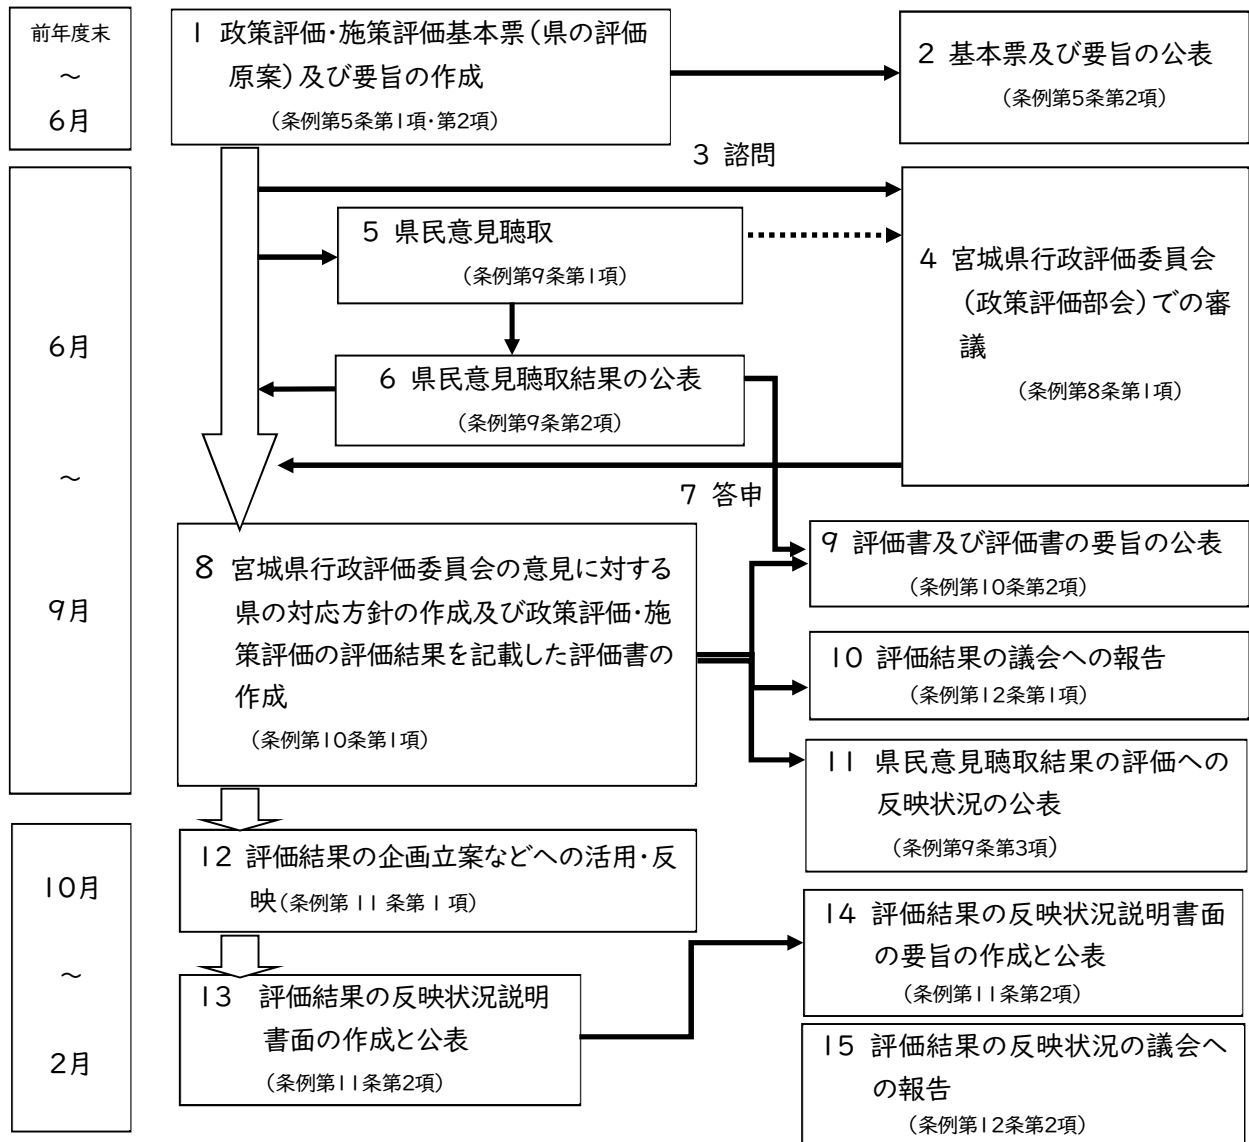 前年度末
～
6月
1 政策評価・施策評価基本票（県の評価
原案）及び要旨の作成
（条例第5条第1項・第2項）
2 基本票及び要旨の公表
（条例第5条第2項）
3 諮問
6月
～
9月
5 県民意見聴取
（条例第9条第1項）
4 宮城県行政評価委員会
（政策評価部会）での審
議
（条例第8条第1項）
6 県民意見聴取結果の公表
（条例第9条第2項）
7 答申
8 宮城県行政評価委員会の意見に対する
県の対応方針の作成及び政策評価・施
策評価の評価結果を記載した評価書の
作成
（条例第10条第1項）
9 評価書及び評価書の要旨の公表
（条例第10条第2項）
10 評価結果の議会への報告
（条例第12条第1項）
11 県民意見聴取結果の評価への
反映状況の公表
（条例第9条第3項）
10月
～
2月
12 評価結果の企画立案などへの活用・反
映（条例第11条第1項）
13 評価結果の反映状況説明
書面の作成と公表
（条例第11条第2項）
14 評価結果の反映状況説明書面
の要旨の作成と公表
（条例第11条第2項）
15 評価結果の反映状況の議会へ
の報告
（条例第12条第2項）